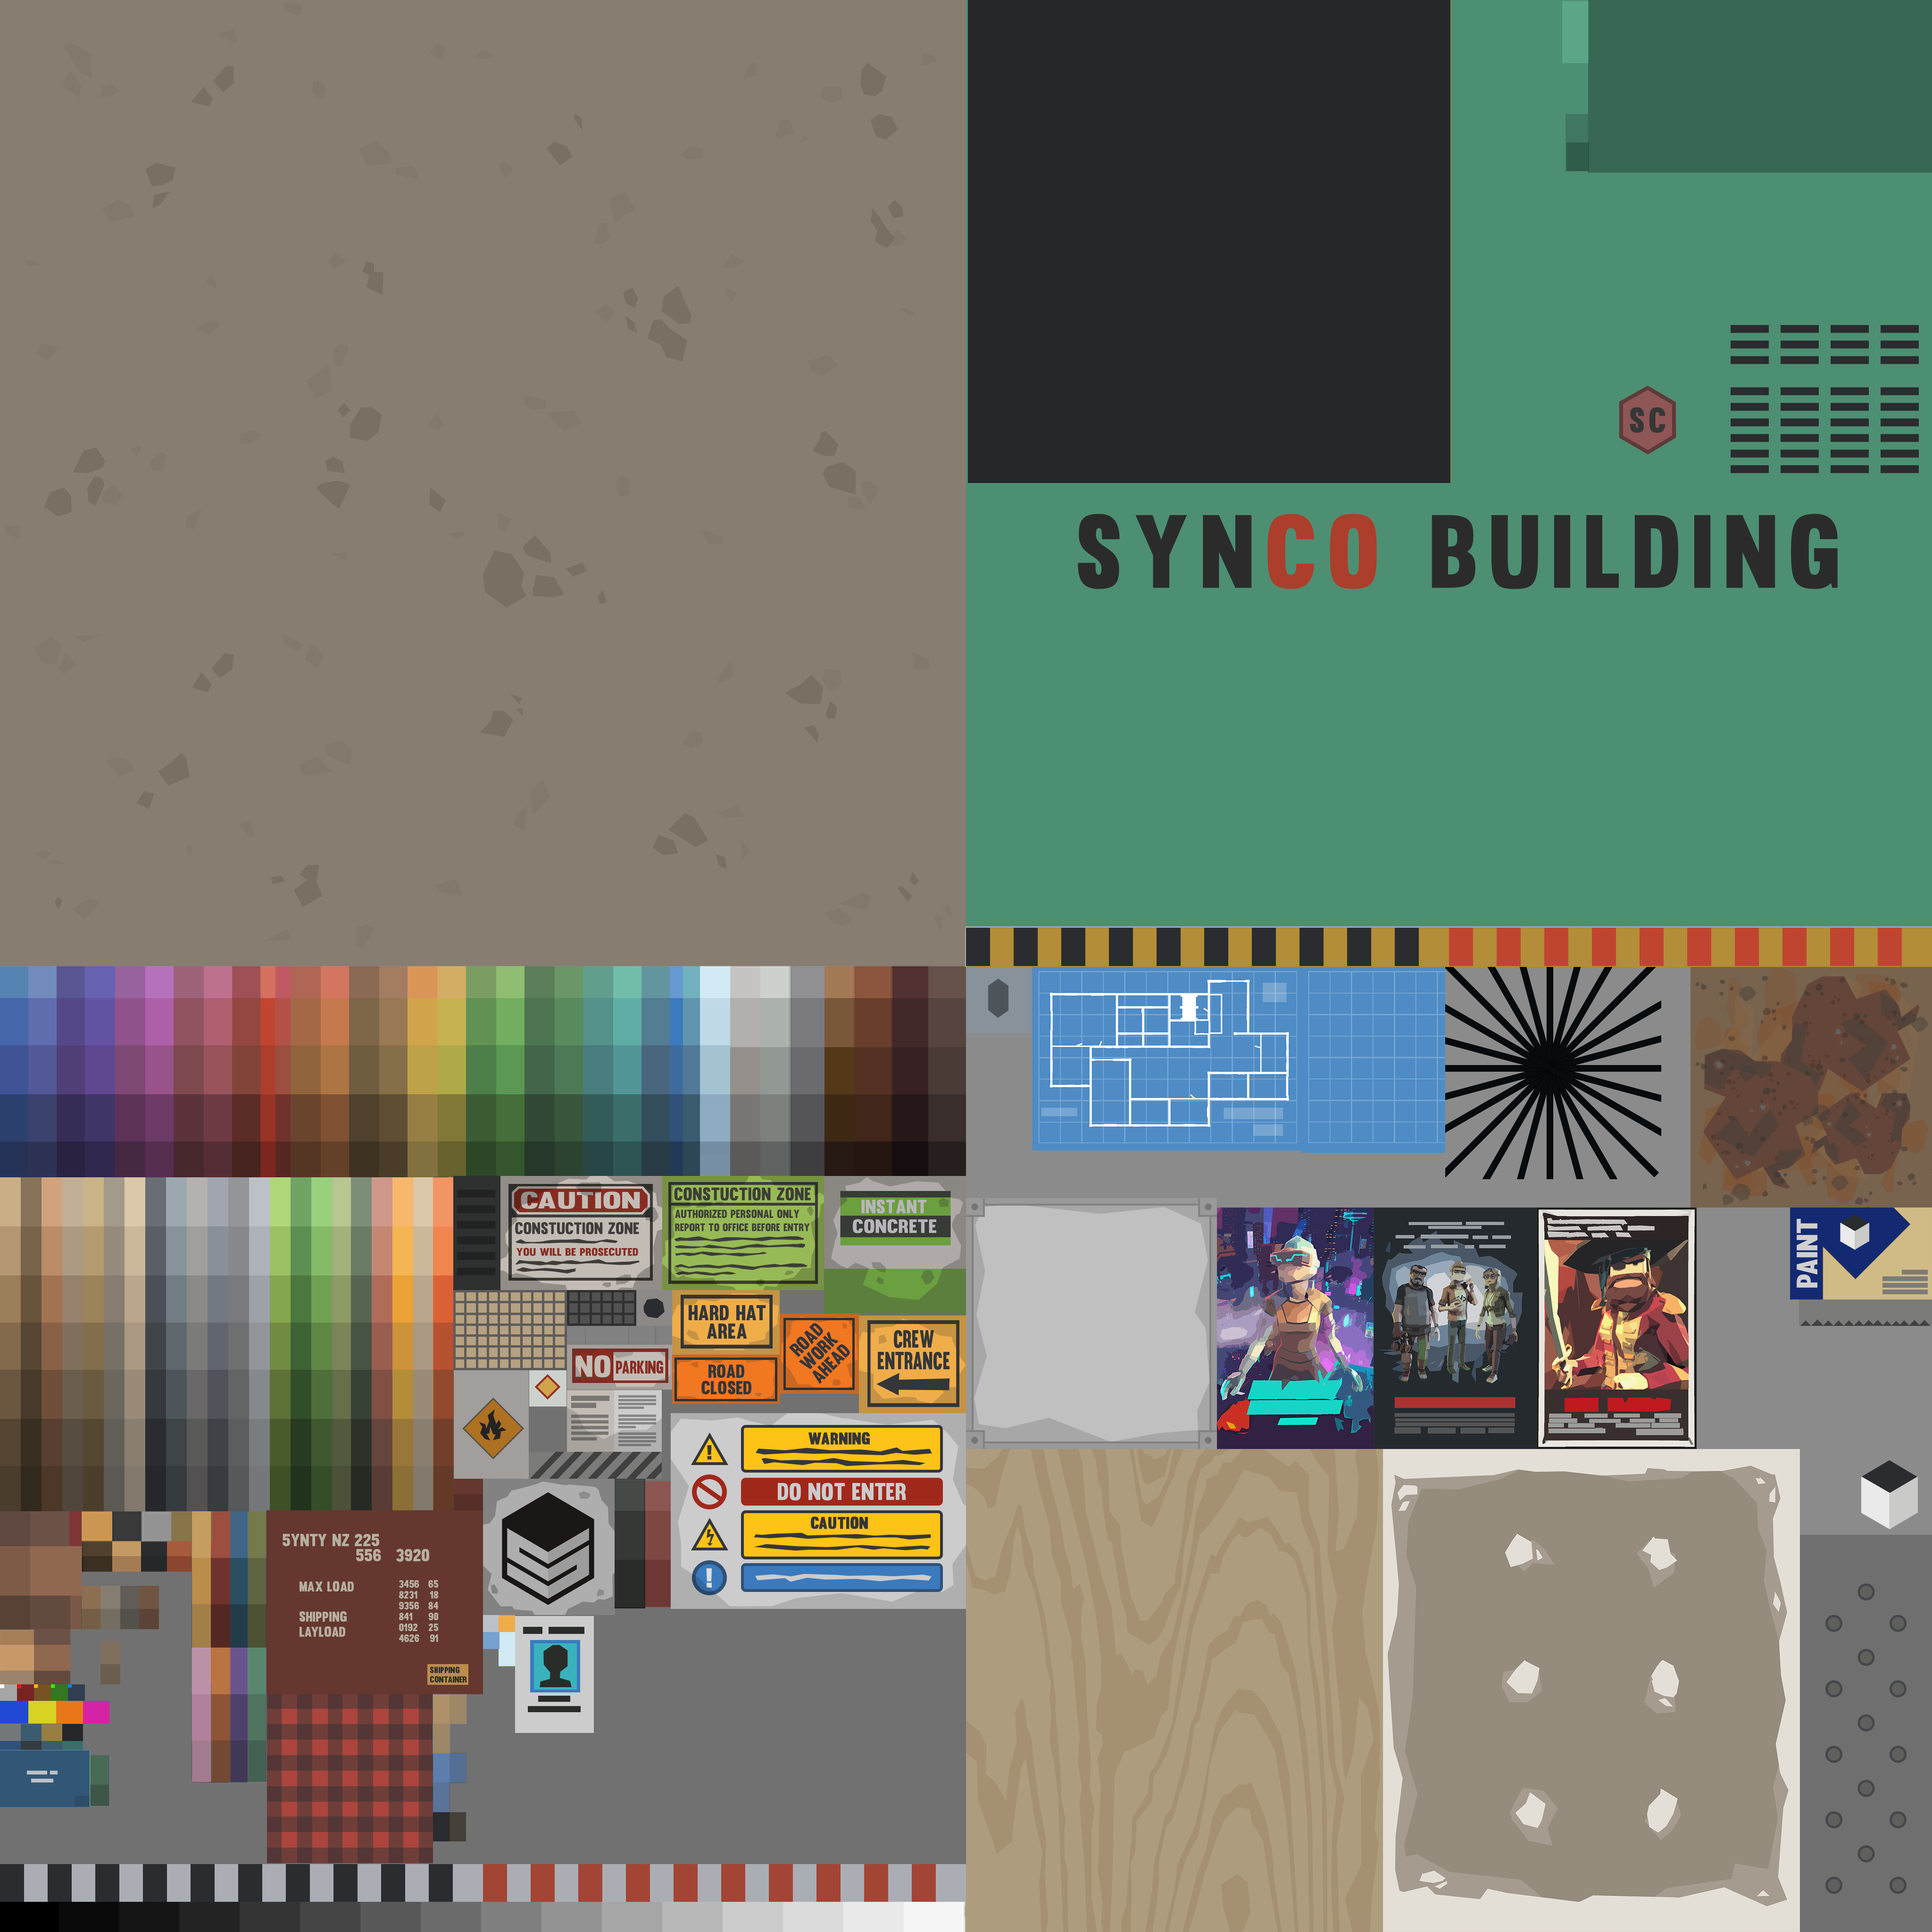 SC
SYNCO BUILDING
CAUTION
CONSTUCTION ZONE
YOU WILL BE PROSECUTED
CONSTUCTION ZONE
AUTHORIZED PERSONAL ONLY
REPORT TO OFFICE BEFORE ENTRY
INSTANT
CONCRETE
HARD HAT
AREA
ROAD
WORK
AHEAD
CREW
ENTRANCE
NO PARKING
ROAD
CLOSED
PAINT
WARNING
DO NOT ENTER
CAUTION
5YNTY NZ 225
556 3920
MAX LOAD
SHIPPING
LAYLOAD
3456 65
8231 18
9356 84
841 90
0192 25
4626 91
SHIPPING
CONTAINER